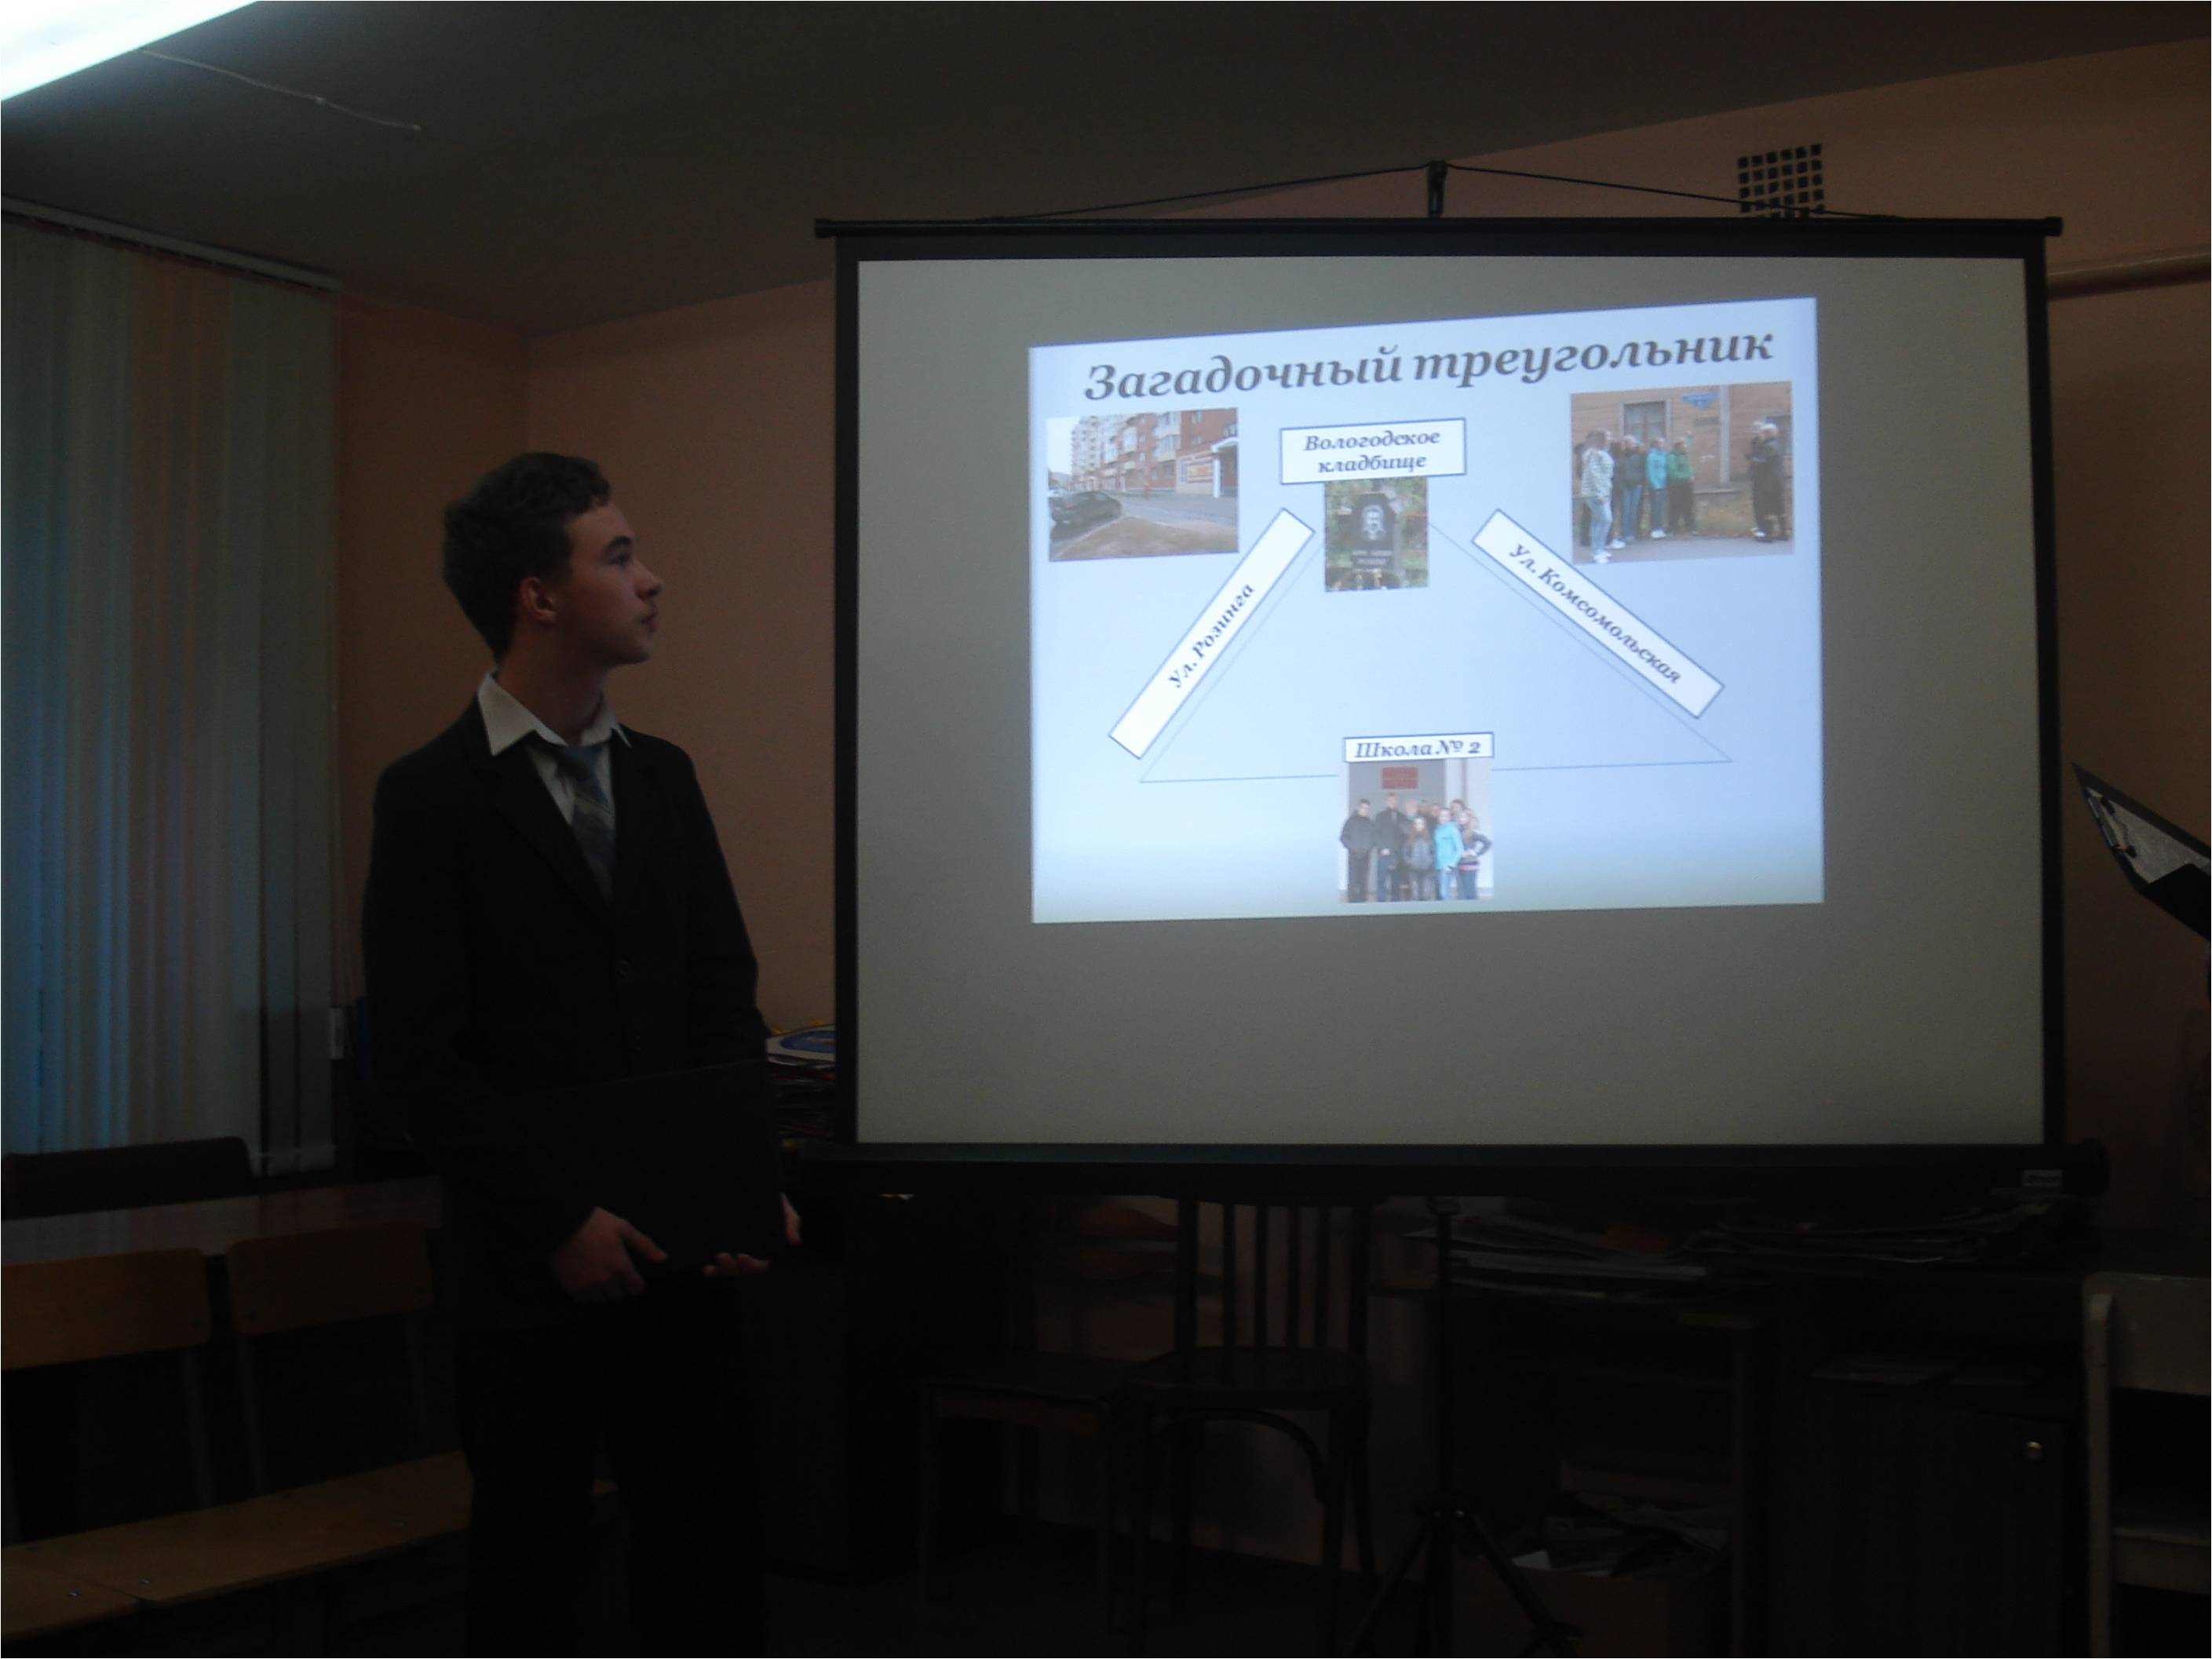 Загадочный треугольник
Вологодское
кладбище
Ул. Розинга
Ул. Комсомольская
Школа № 2